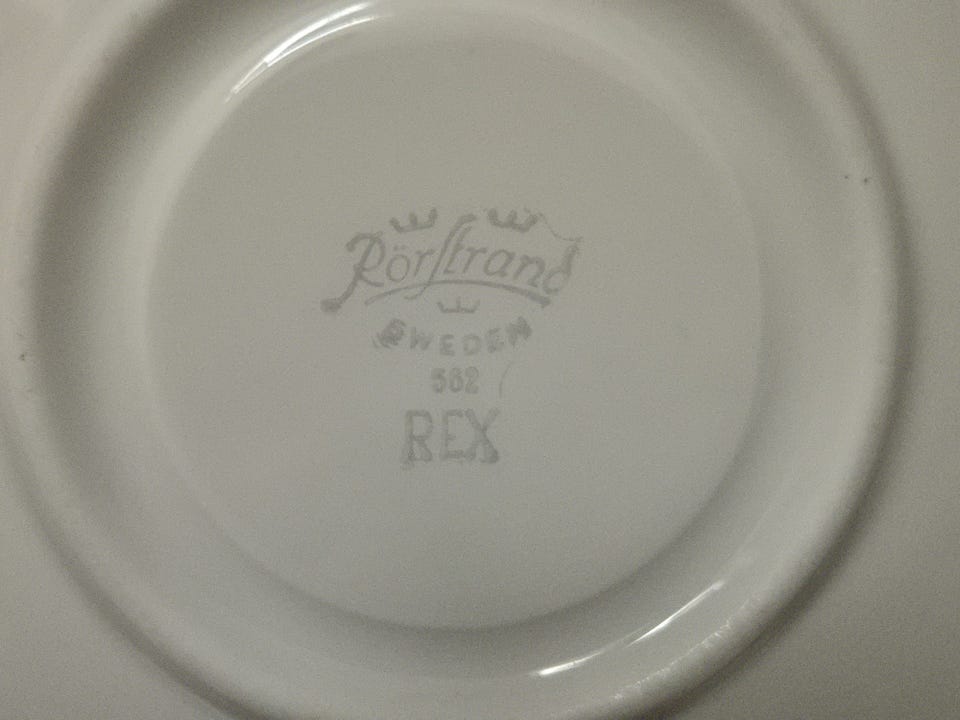 Rörstrand
SWEDEN
562
REX